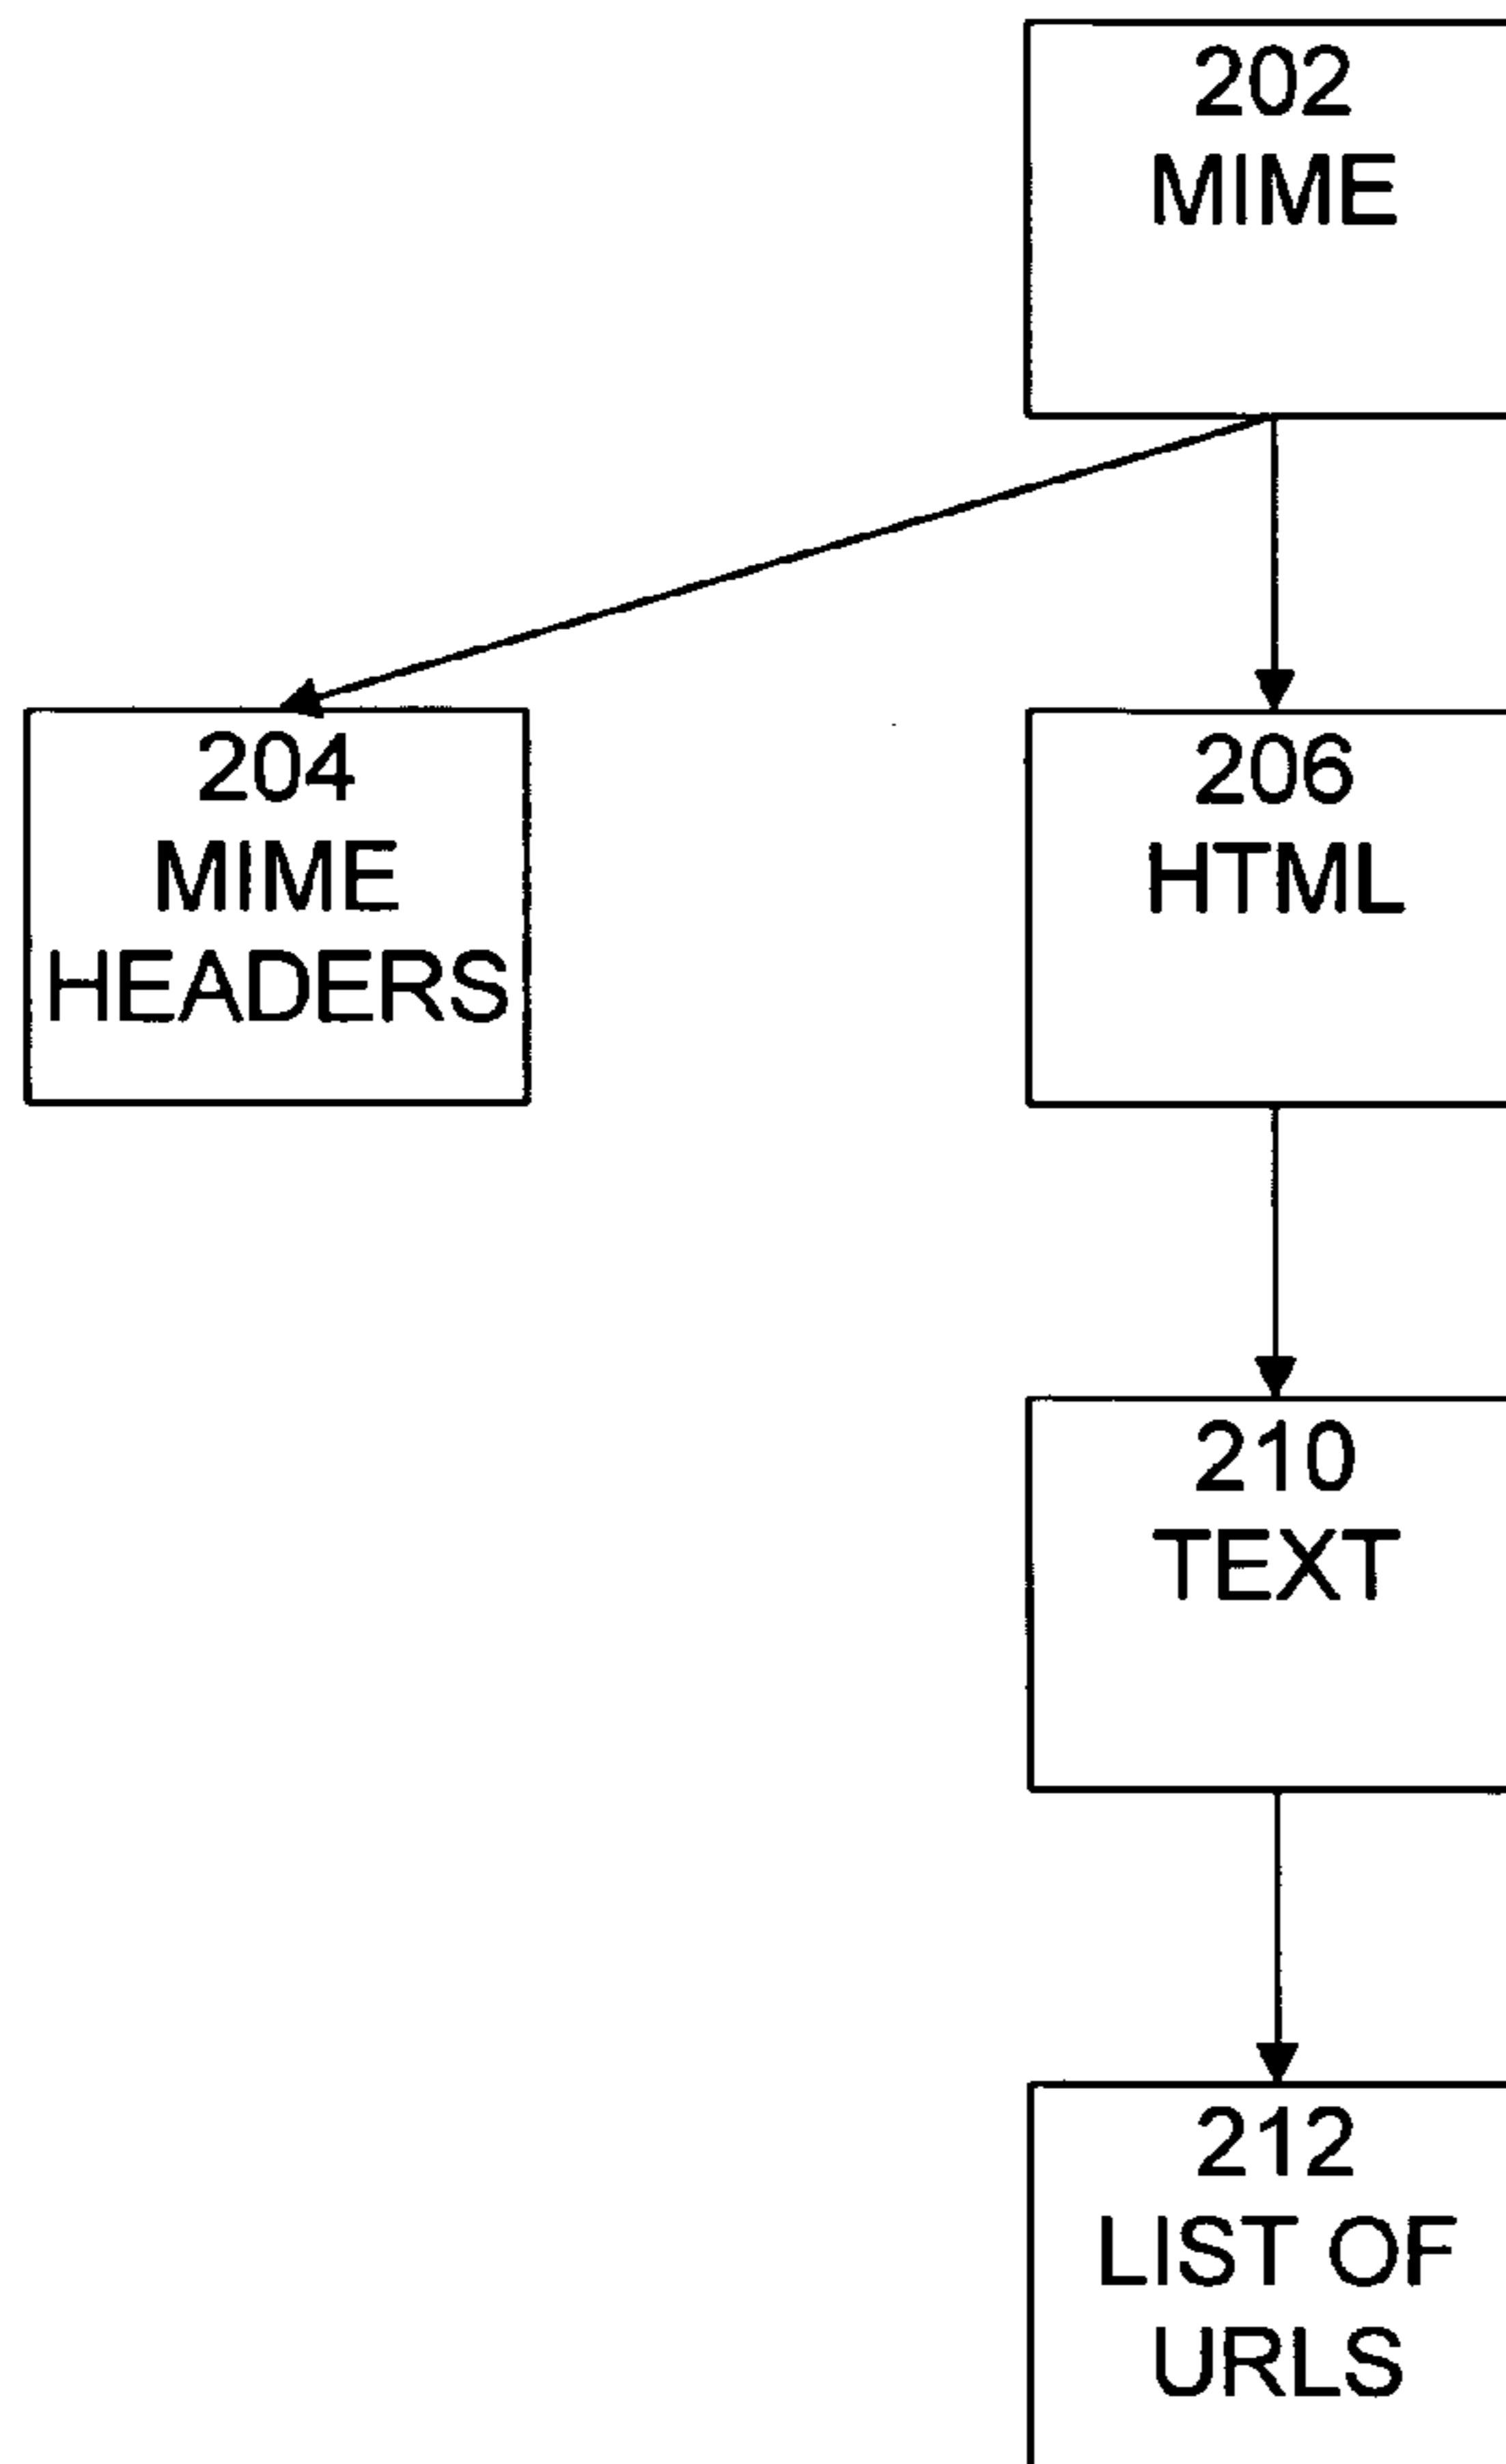 202
MIME
204
MIME
HEADERS
206
HTML
210
TEXT
212
LIST OF
URLS